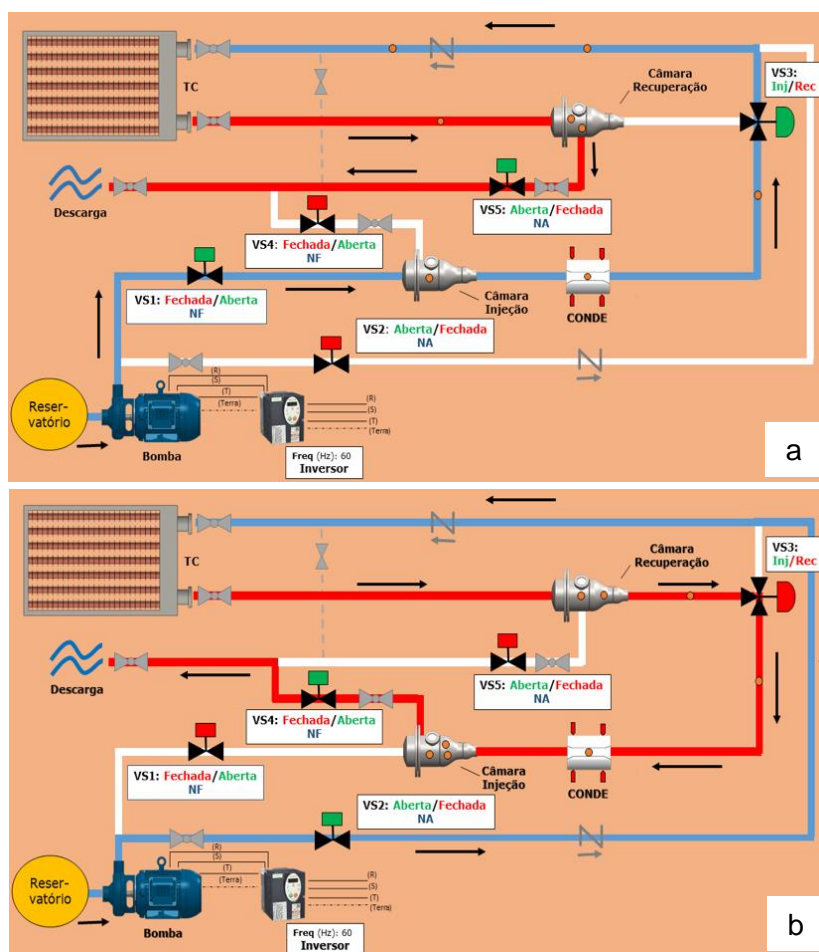 TC
Câmara
Recuperação
VS3:
Inj/Rec
Descarga
VS5: Aberta/Fechada
NA
VS4: Fechada/Aberta
NF
VS1: Fechada/Aberta
NF
Câmara
Injeção
CONDE
VS2: Aberta/Fechada
NA
Reser-
vatório
(R)
(S)
(T)
(Terra)
(R)
(S)
(T)
(Terra)
Bomba
Freq (Hz): 60
Inversor
a
TC
Câmara
Recuperação
VS3:
Inj/Rec
Descarga
VS5: Aberta/Fechada
NA
VS4: Fechada/Aberta
NF
VS1: Fechada/Aberta
NF
Câmara
Injeção
CONDE
VS2: Aberta/Fechada
NA
Reser-
vatório
(R)
(S)
(T)
(Terra)
(R)
(S)
(T)
(Terra)
Bomba
Freq (Hz): 60
Inversor
b